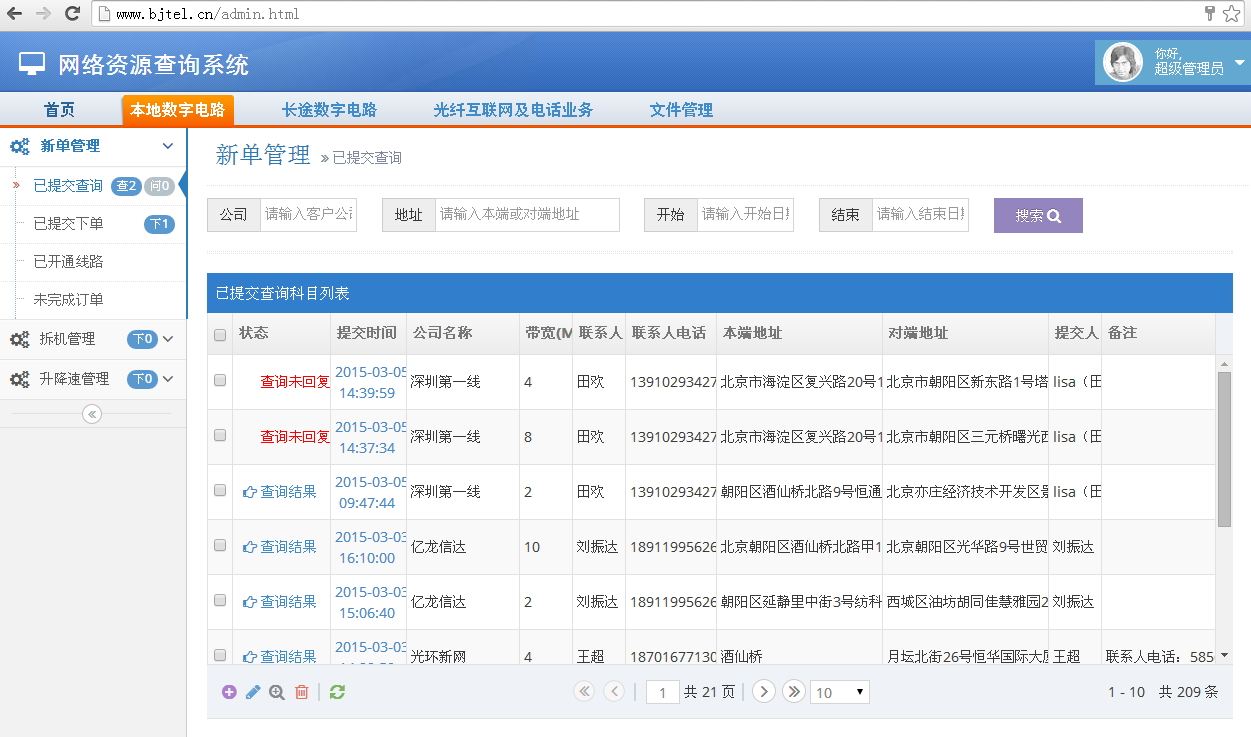 www.bjtel.cn/admin.html
网络资源查询系统
你好,
超级管理员
首页 本地数字电路 长途数字电路 光纤互联网及电话业务 文件管理
新单管理
已提交查询 查2 问0
已提交下单 下1
已开通线路
未完成订单
拆机管理 下0
升降速管理 下0
新单管理 » 已提交查询
公司 请输入客户公 地址 请输入本端或对端地址 开始 请输入开始日 结束 请输入结束日 搜索
已提交查询科目列表
状态 提交时间 公司名称 带宽(M 联系人 联系人电话 本端地址 对端地址 提交人 备注
查询未回复 2015-03-05 14:39:59 深圳第一线 4 田欢 13910293427 北京市海淀区复兴路20号1 北京市朝阳区新东路1号塔 lisa（田
查询未回复 2015-03-05 14:37:34 深圳第一线 8 田欢 13910293427 北京市海淀区复兴路20号1 北京市朝阳区三元桥曙光西 lisa（田
查询结果 2015-03-05 09:47:44 深圳第一线 2 田欢 13910293427 朝阳区酒仙桥北路9号恒通 北京亦庄经济技术开发区景 lisa（田
查询结果 2015-03-03 16:10:00 亿龙信达 10 刘振达 18911995626 北京朝阳区酒仙桥北路甲1 北京朝阳区光华路9号世贸 刘振达
查询结果 2015-03-03 15:06:40 亿龙信达 2 刘振达 18911995626 朝阳区延静里中街3号纺科 西城区油坊胡同佳慧雅园2 刘振达
查询结果 2015-03-03 光环新网 4 王超 18701677130 酒仙桥 月坛北街26号恒华国际大厦 王超 联系人电话：585
1 共 21 页 10 1 - 10 共 209 条